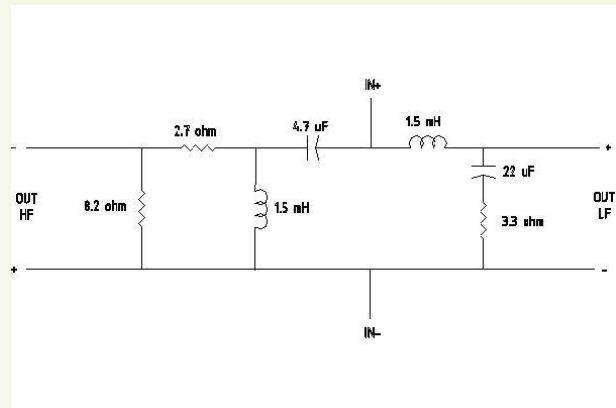 IN+
2.7 ohm
4.7 uF
1.5 mH
-
+
22 uF
OUT
HF
8.2 ohm
1.5 mH
3.3 ohm
OUT
LF
+
-
IN-